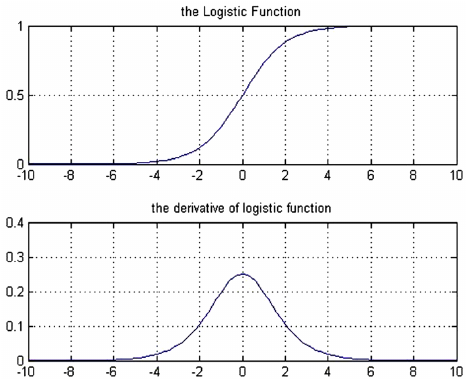 the Logistic Function
1
0.5
0
-10 -8 -6 -4 -2 0 2 4 6 8 10
the derivative of logistic function
0.4
0.3
0.2
0.1
0
-10 -8 -6 -4 -2 0 2 4 6 8 10